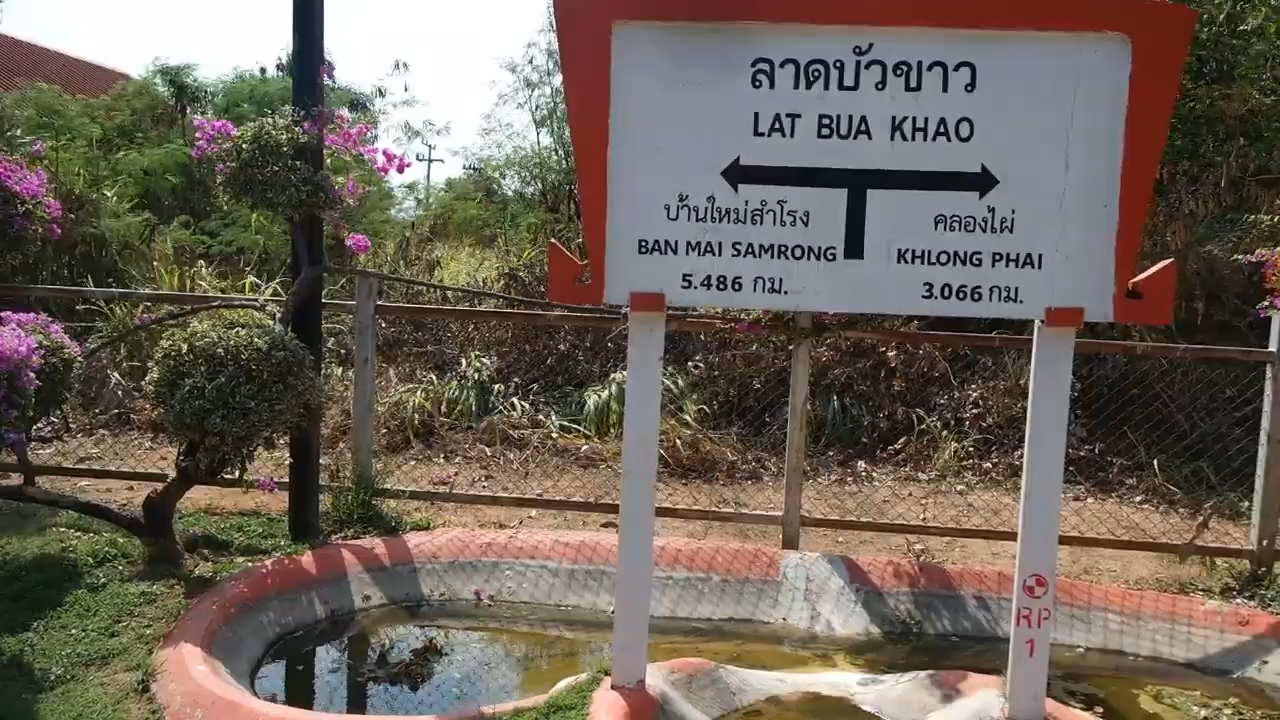 ลาดบัวขาว
LAT BUA KHAO
บ้านใหม่สำโรง
BAN MAI SAMRONG
5.486 กม.
คลองไผ่
KHLONG PHAI
3.066 กม.
RP
1